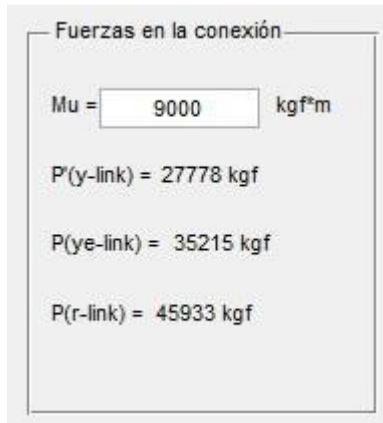 Fuerzas en la conexión
Mu = 9000 kgf*m
P'(y-link) = 27778 kgf
P(ye-link) = 35215 kgf
P(r-link) = 45933 kgf